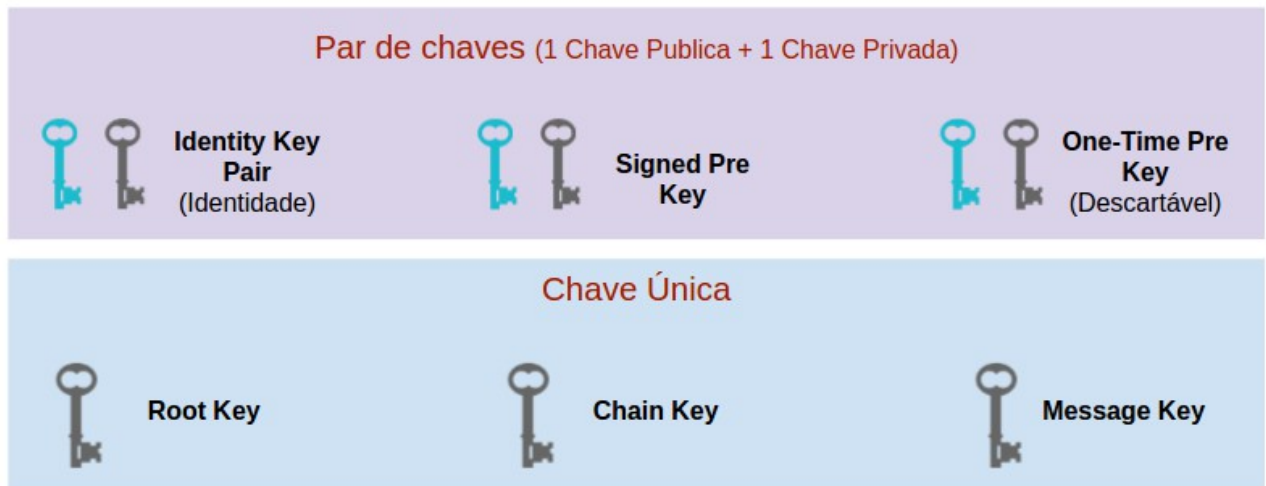 Par de chaves (1 Chave Publica + 1 Chave Privada)
Identity Key
Pair
(Identidade)
Signed Pre
Key
One-Time Pre
Key
(Descartável)
Chave Única
Root Key
Chain Key
Message Key